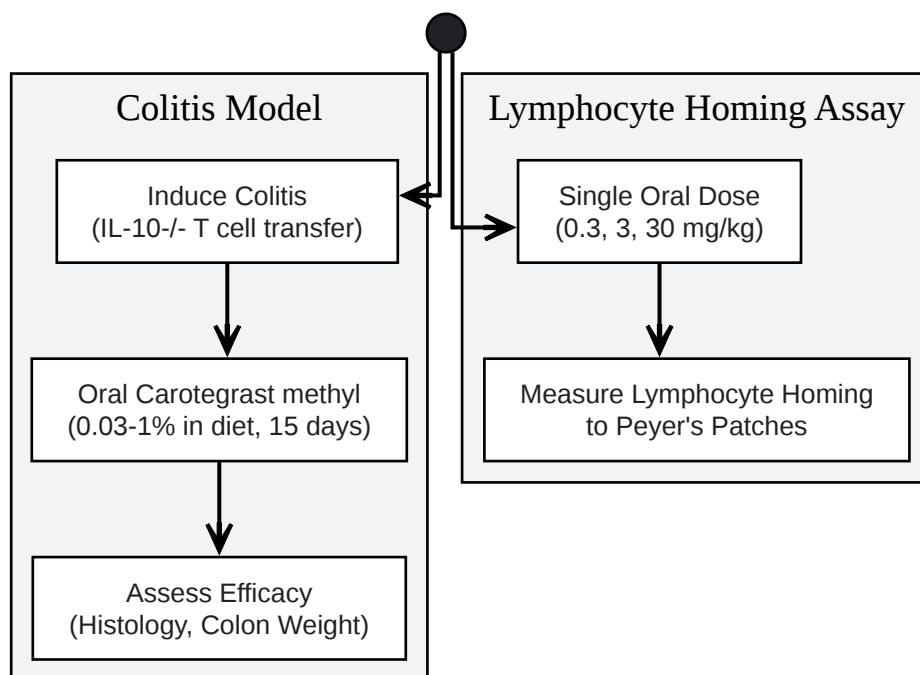 Colitis Model
Induce Colitis
(IL-10-/- T cell transfer)
Oral Carotegrast methyl
(0.03-1% in diet, 15 days)
Assess Efficacy
(Histology, Colon Weight)
Lymphocyte Homing Assay
Single Oral Dose
(0.3, 3, 30 mg/kg)
Measure Lymphocyte Homing
to Peyer's Patches